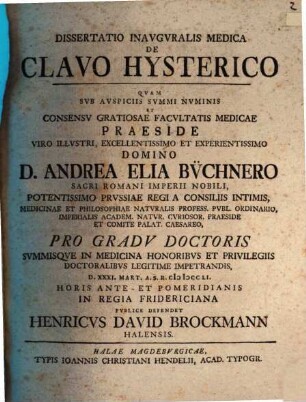 2
DISSERTATIO INAVGVRALIS MEDICA
DE
CLAVO HYSTERICO
QVAM
SVB AVSPICIIS SVMMI NVMINIS
ET
CONSENSV GRATIOSAE FACVLTATIS MEDICAE
PRAESIDE
VIRO ILLVSTRI, EXCELLENTISSIMO ET EXPERIENTISSIMO
DOMINO
D. ANDREA ELIA BÜCHNERO
SACRI ROMANI IMPERII NOBILI,
POTENTISSIMO PRVSSIAE REGI A CONSILIIS INTIMIS,
MEDICINAE ET PHILOSOPHIAE NATVRALIS PROFESS. PVBL. ORDINARIO,
IMPERIALIS ACADEM. NATVR. CVRIOSOR. PRAESIDE
ET COMITE PALAT. CAESAREO,
PRO GRADV DOCTORIS
SVMMISQVE IN MEDICINA HONORIBVS ET PRIVILEGIIS
DOCTORALIBVS LEGITIME IMPETRANDIS,
D. XXXI. MART. A. S. R. CIƆIƆCCLI.
HORIS ANTE- ET POMERIDIANIS
IN REGIA FRIDERICIANA
PVBLICE DEFENDET
HENRICVS DAVID BROCKMANN
HALENSIS.
HALAE MAGDEBVRGICAE,
TYPIS IOANNIS CHRISTIANI HENDELII, ACAD. TYPOGR.